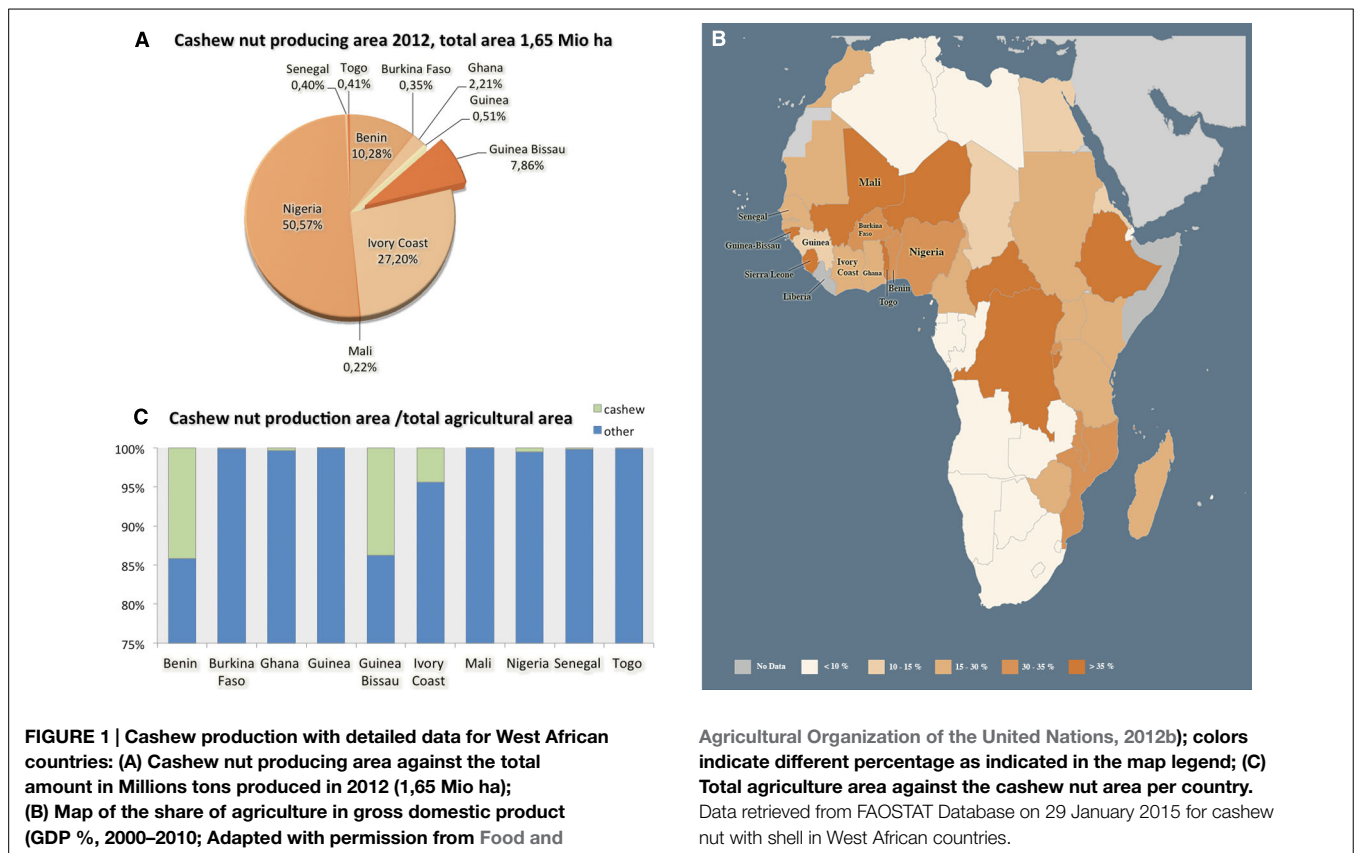 A Cashew nut producing area 2012, total area 1,65 Mio ha
Senegal
0,40%
Togo
0,41%
Burkina Faso
0,35%
Ghana
2,21%
Guinea
0,51%
Benin
10,28%
Guinea Bissau
7,86%
Nigeria
50,57%
Ivory Coast
27,20%
Mali
0,22%
C Cashew nut production area /total agricultural area
cashew
other
100%
95%
90%
85%
80%
75%
Benin
Burkina
Faso
Ghana
Guinea
Guinea
Bissau
Ivory
Coast
Mali
Nigeria
Senegal
Togo
B
Mali
Senegal
Guinea-Bissau
Guinea
Burkina
Faso
Nigeria
Sierra Leone
Ivory
Coast
Ghana
Benin
Togo
Liberia
No Data
< 10 %
10 - 15 %
15 - 30 %
30 - 35 %
> 35 %
FIGURE 1 | Cashew production with detailed data for West African
countries: (A) Cashew nut producing area against the total
amount in Millions tons produced in 2012 (1,65 Mio ha);
(B) Map of the share of agriculture in gross domestic product
(GDP %, 2000–2010; Adapted with permission from Food and
Agricultural Organization of the United Nations, 2012b); colors
indicate different percentage as indicated in the map legend; (C)
Total agriculture area against the cashew nut area per country.
Data retrieved from FAOSTAT Database on 29 January 2015 for cashew
nut with shell in West African countries.